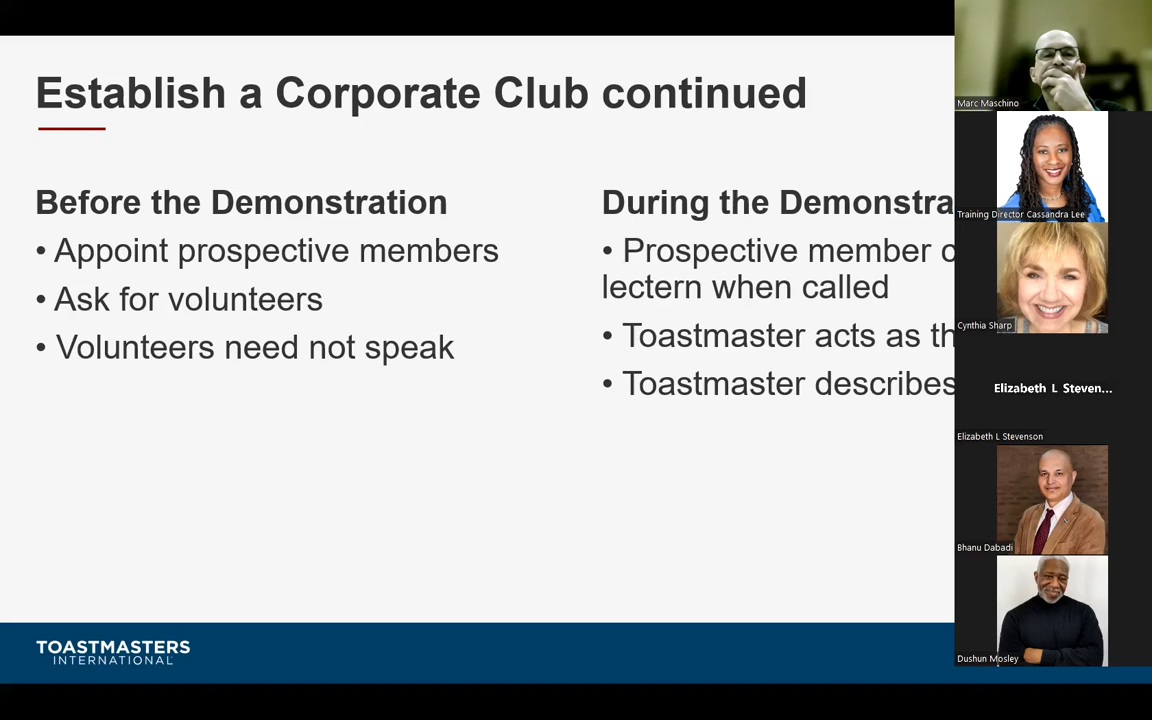 Establish a Corporate Club continued
Before the Demonstration
• Appoint prospective members
• Ask for volunteers
• Volunteers need not speak
During the Demonstra
• Prospective member
lectern when called
• Toastmaster acts as th
• Toastmaster describes
TOASTMASTERS
INTERNATIONAL
Marc Maschino
Training Director Cassandra Lee
Cynthia Sharp
Elizabeth L Steven...
Elizabeth L Stevenson
Bhanu Dabadi
Dushun Mosley